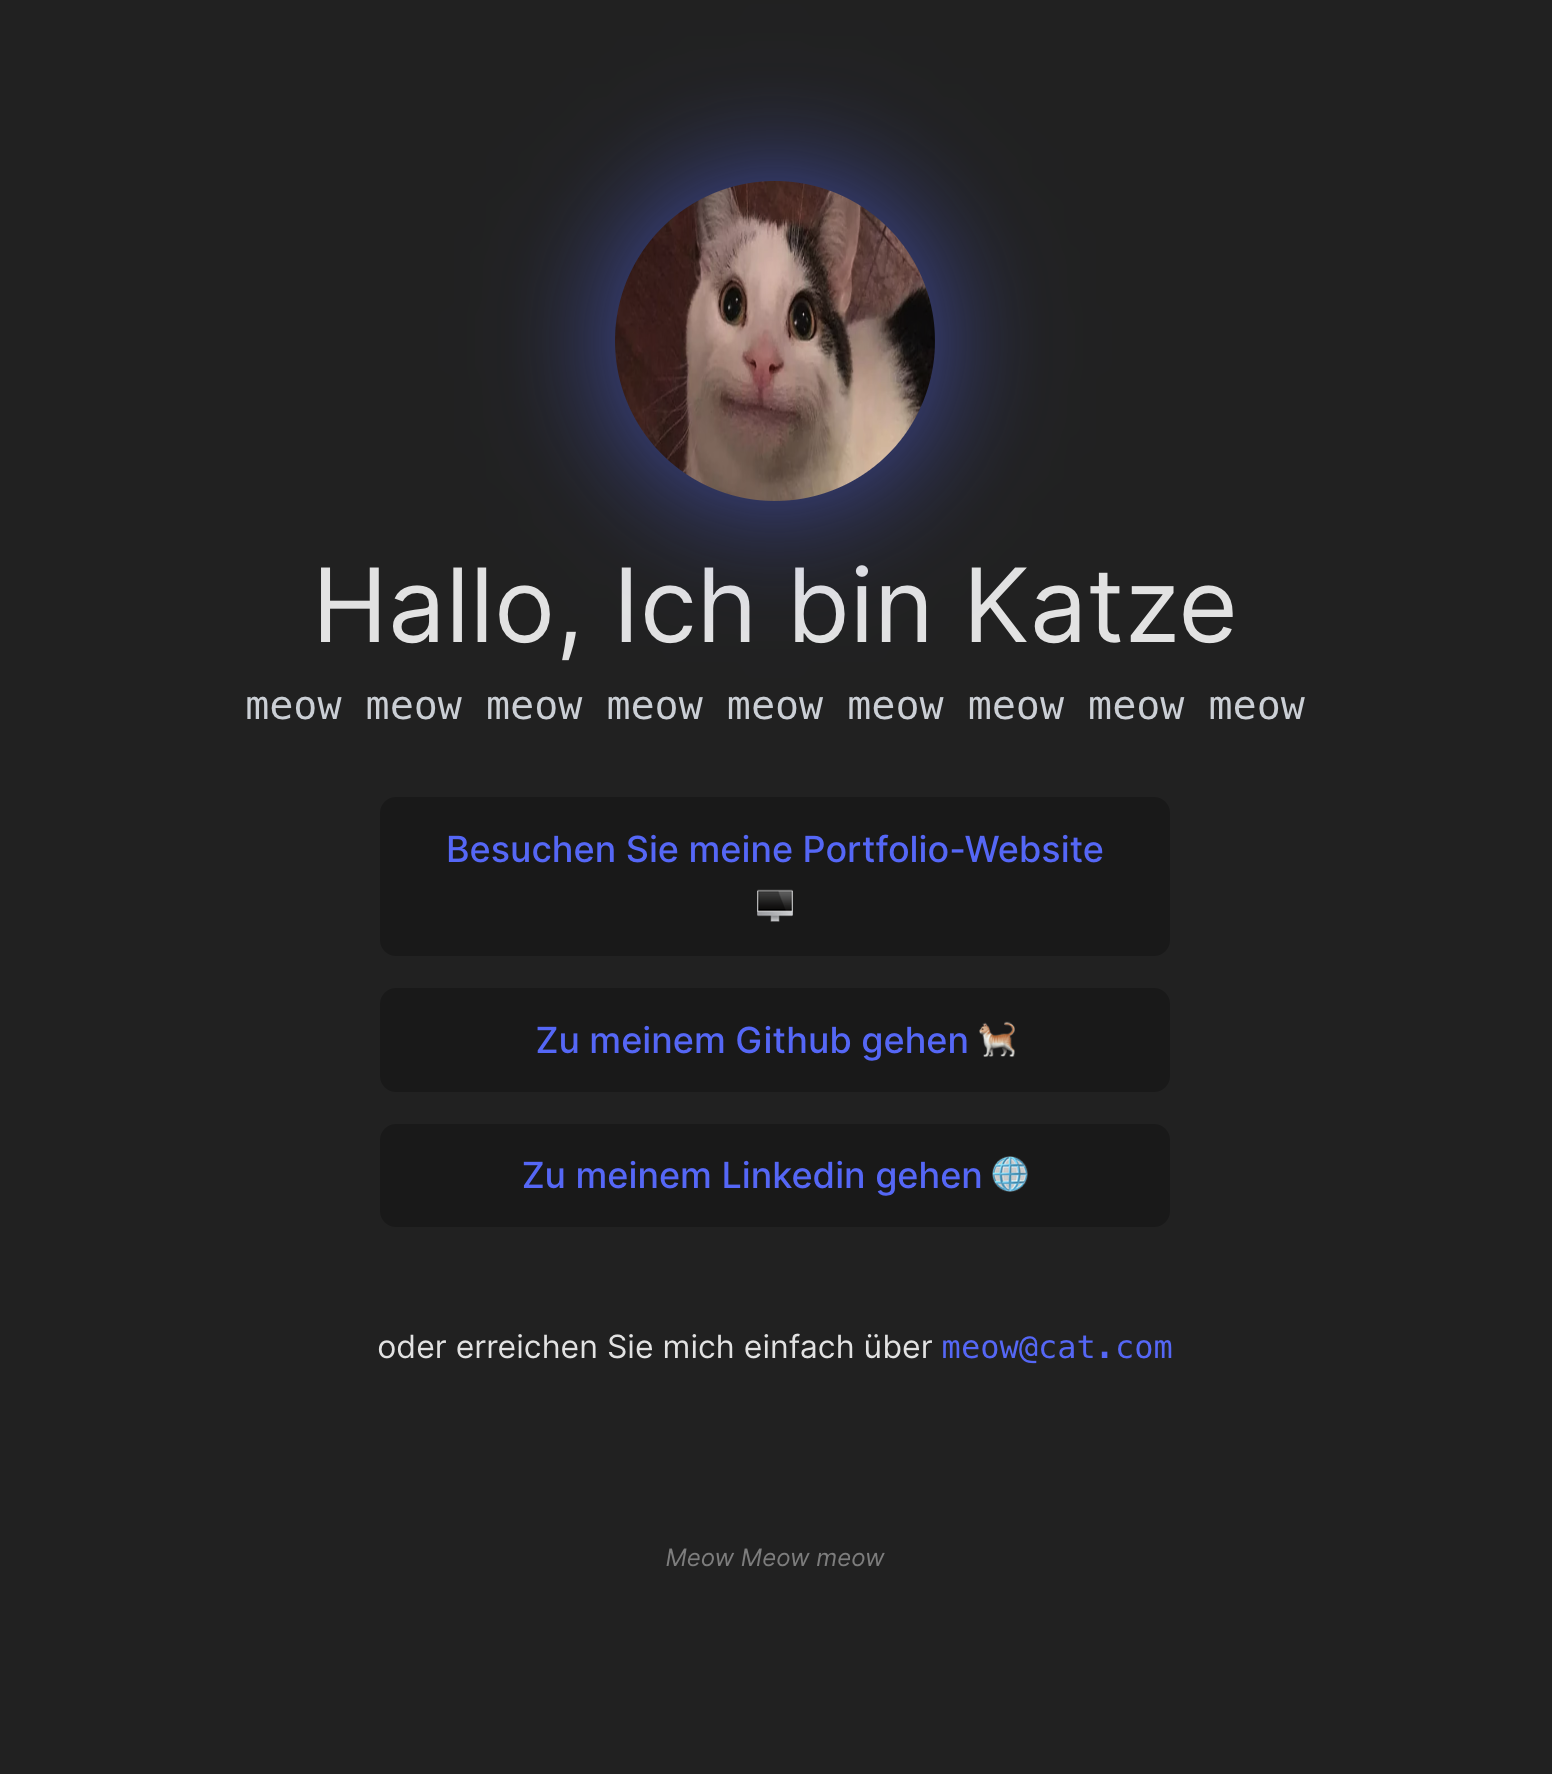 Hallo, Ich bin Katze
meow meow meow meow meow meow meow meow meow
Besuchen Sie meine Portfolio-Website
🖥️
Zu meinem Github gehen 🐈
Zu meinem Linkedin gehen 🌐
oder erreichen Sie mich einfach über meow@cat.com
Meow Meow meow